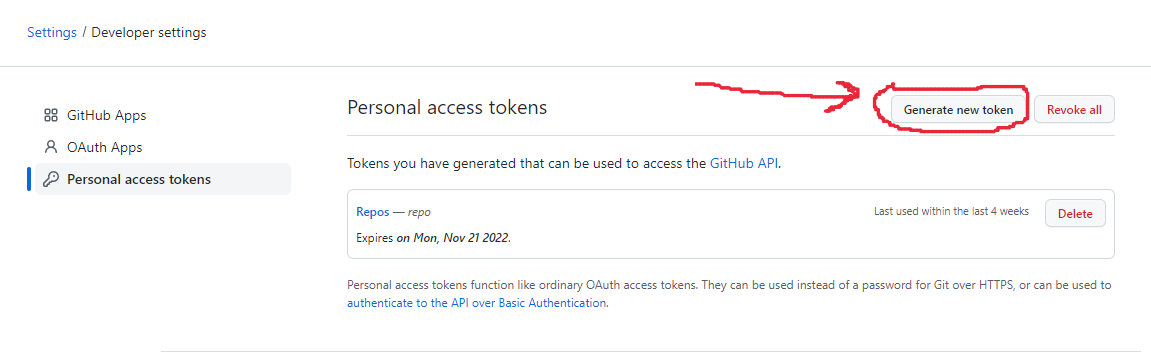 Settings / Developer settings
GitHub Apps
OAuth Apps
Personal access tokens
Personal access tokens
Generate new token
Revoke all
Tokens you have generated that can be used to access the GitHub API.
Repos — repo
Last used within the last 4 weeks
Delete
Expires on Mon, Nov 21 2022.
Personal access tokens function like ordinary OAuth access tokens. They can be used instead of a password for Git over HTTPS, or can be used to
authenticate to the API over Basic Authentication.